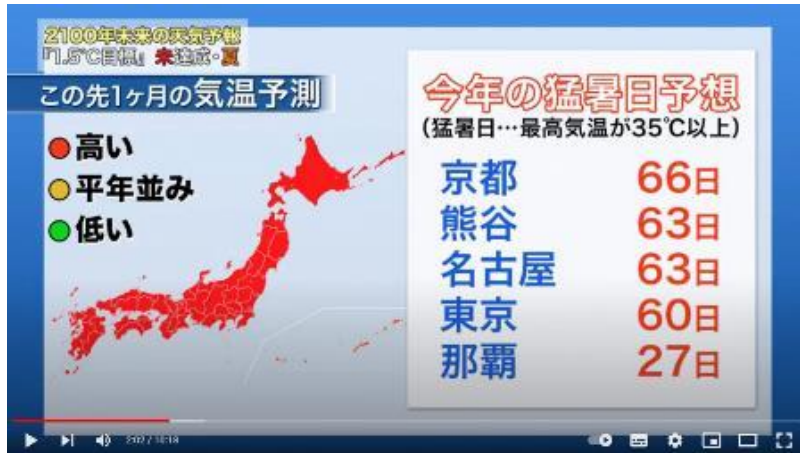 2100年未来の天気予報
『1.5℃目標』 未達成・夏
この先1ヶ月の気温予測
高い
平年並み
低い
今年の猛暑日予想
(猛暑日…最高気温が35℃以上)
京都 66日
熊谷 63日
名古屋 63日
東京 60日
那覇 27日